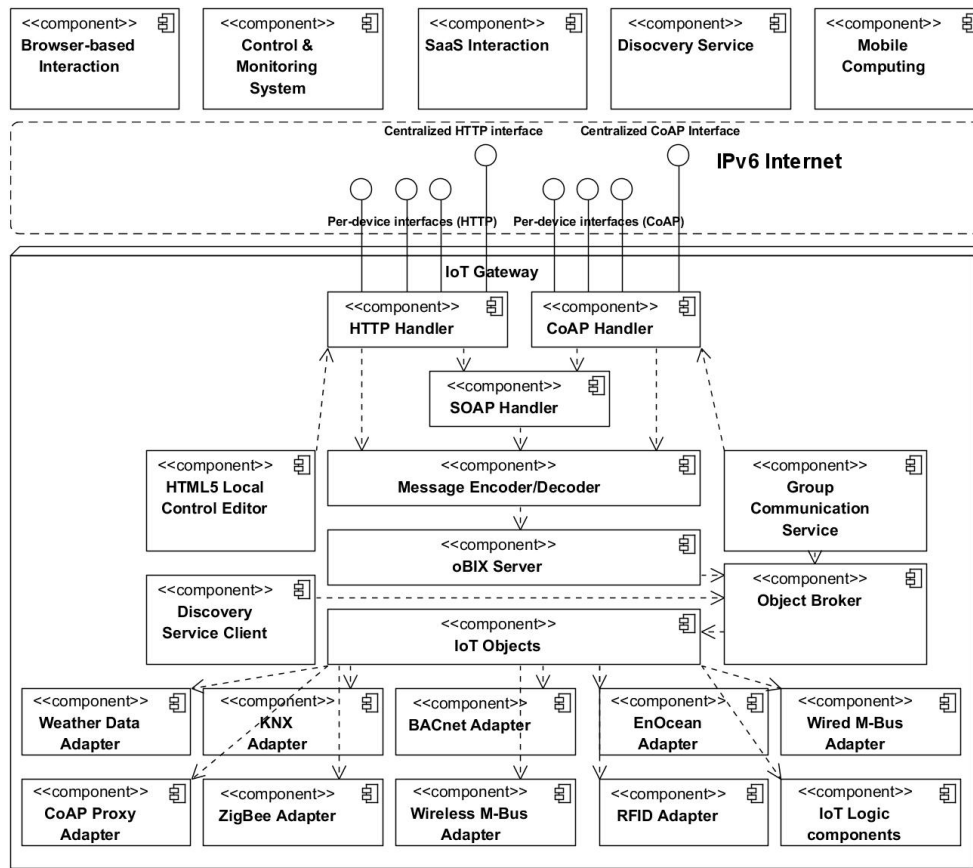 <<component>>
Browser-based
Interaction
<<component>>
Control &
Monitoring
System
<<component>>
SaaS Interaction
<<component>>
Disocvery Service
<<component>>
Mobile
Computing
Centralized HTTP interface
Centralized CoAP Interface
IPv6 Internet
Per-device interfaces (HTTP)
Per-device interfaces (CoAP)
IoT Gateway
<<component>>
HTTP Handler
<<component>>
CoAP Handler
<<component>>
SOAP Handler
<<component>>
HTML5 Local
Control Editor
<<component>>
Message Encoder/Decoder
<<component>>
Group
Communication
Service
<<component>>
oBIX Server
<<component>>
Discovery
Service Client
<<component>>
Object Broker
<<component>>
IoT Objects
<<component>>
Weather Data
Adapter
<<component>>
KNX
Adapter
<<component>>
BACnet Adapter
<<component>>
EnOcean
Adapter
<<component>>
Wired M-Bus
Adapter
<<component>>
CoAP Proxy
Adapter
<<component>>
ZigBee Adapter
<<component>>
Wireless M-Bus
Adapter
<<component>>
RFID Adapter
<<component>>
IoT Logic
components